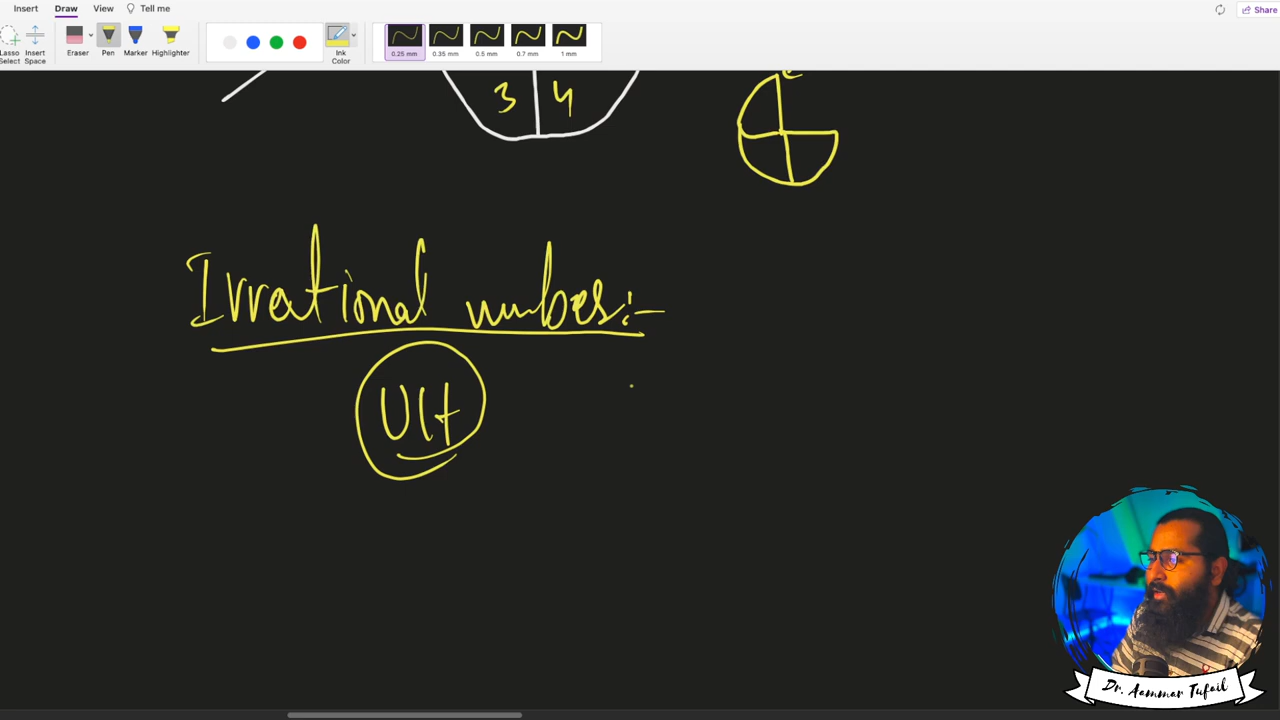 Insert Draw View Tell me
Share
Lasso Select
Insert Space
Eraser
Pen
Marker
Highlighter
Ink Color
0.25 mm
0.35 mm
0.5 mm
0.7 mm
1 mm
3 4
Irrational numbes:-
Ult
Dr. Aammar Tufail